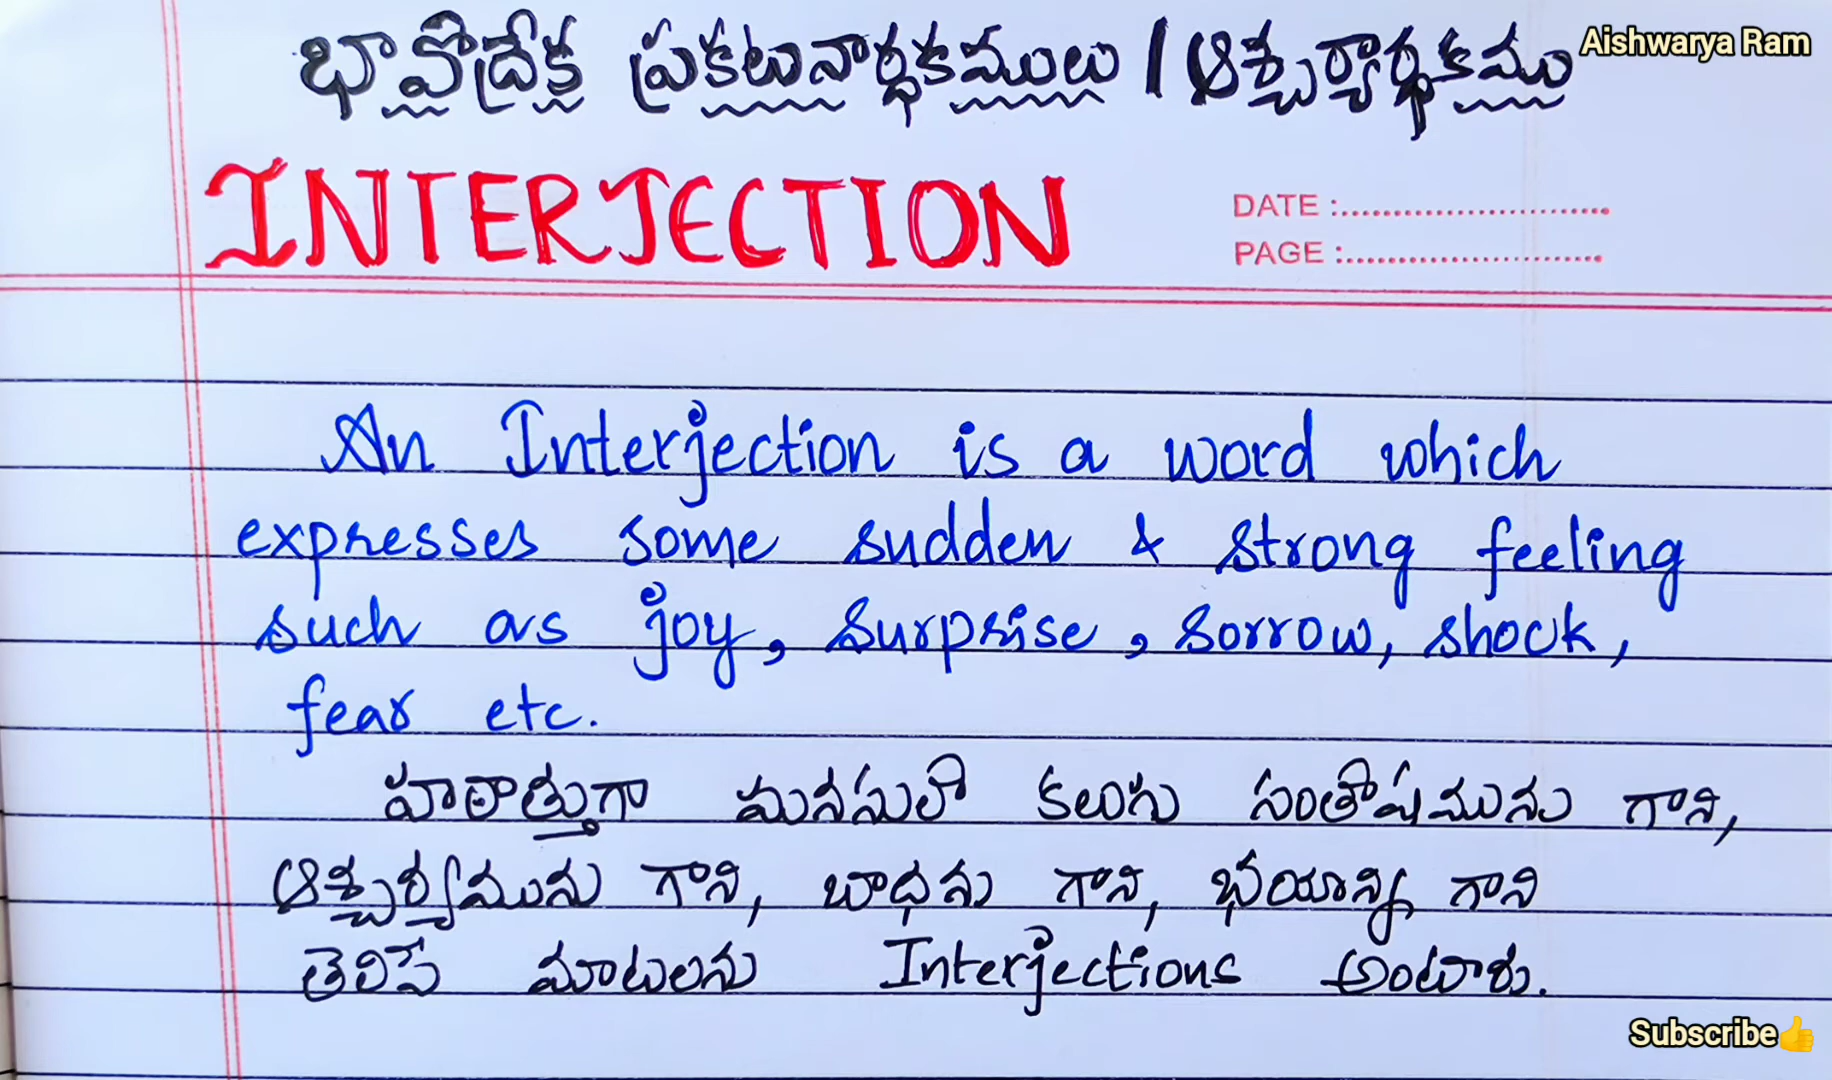 భావోద్రేక ప్రకటనార్థకములు / ఆశ్చర్యార్థకము
Aishwarya Ram
INTERJECTION
DATE :..............................
PAGE :..............................
An Interjection is a word which
expresses some sudden & strong feeling
such as joy, surprise, sorrow, shock,
fear etc.
హఠాత్తుగా మనసులో కలుగు సంతోషమును గాని,
ఆశ్చర్యమును గాని, బాధను గాని, భయాన్ని గాని
తెలిపే మాటలను Interjections అంటారు.
Subscribe👍